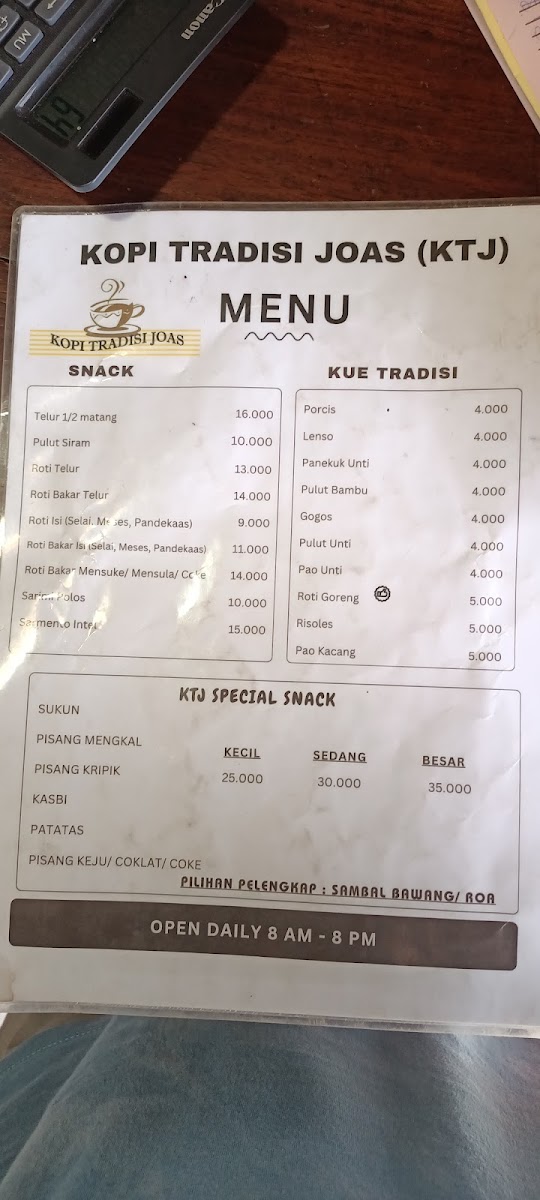 Canon
MU
KOPI TRADISI JOAS (KTJ)
MENU
KOPI TRADISI JOAS
SNACK
Telur 1/2 matang 16.000
Pulut Siram 10.000
Roti Telur 13.000
Roti Bakar Telur 14.000
Roti Isi (Selai, Meses, Pandekaas) 9.000
Roti Bakar Isi (Selai, Meses, Pandekaas) 11.000
Roti Bakar Mensuke/ Mensula/ Coke 14.000
Sarimi Polos 10.000
Sarmento Intel 15.000
KUE TRADISI
Porcis 4.000
Lenso 4.000
Panekuk Unti 4.000
Pulut Bambu 4.000
Gogos 4.000
Pulut Unti 4.000
Pao Unti 4.000
Roti Goreng 5.000
Risoles 5.000
Pao Kacang 5.000
KTJ SPECIAL SNACK
SUKUN
PISANG MENGKAL
PISANG KRIPIK
KASBI
PATATAS
PISANG KEJU/ COKLAT/ COKE
KECIL SEDANG BESAR
25.000 30.000 35.000
PILIHAN PELENGKAP : SAMBAL BAWANG/ ROA
OPEN DAILY 8 AM - 8 PM